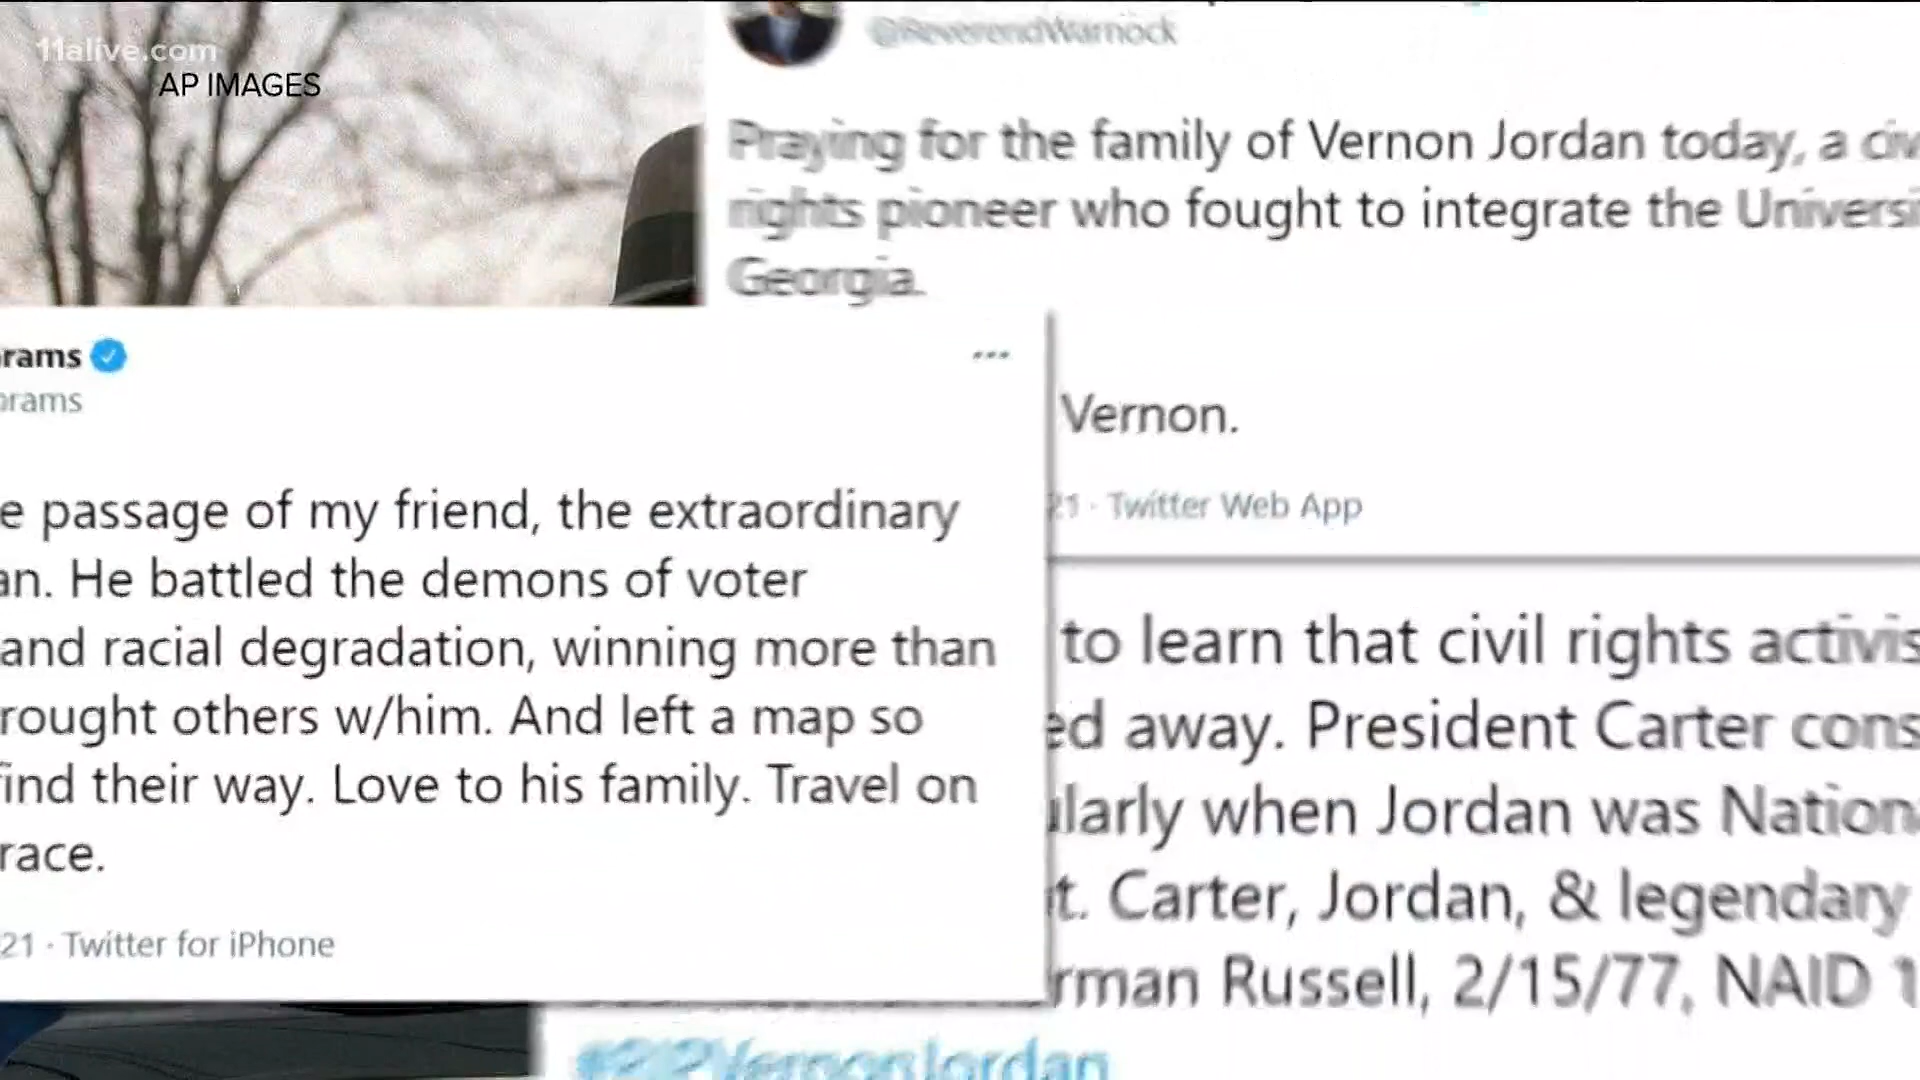 11alive.com
AP IMAGES
@ReverendWarnock
Praying for the family of Vernon Jordan today, a civ
rights pioneer who fought to integrate the Universi
Georgia.
Vernon.
21 · Twitter Web App
rams
rams
e passage of my friend, the extraordinary
an. He battled the demons of voter
and racial degradation, winning more than
rought others w/him. And left a map so
find their way. Love to his family. Travel on
race.
21 · Twitter for iPhone
to learn that civil rights activis
ed away. President Carter cons
ularly when Jordan was Nationa
t. Carter, Jordan, & legendary
rman Russell, 2/15/77, NAID 1
#RIPVernonJordan